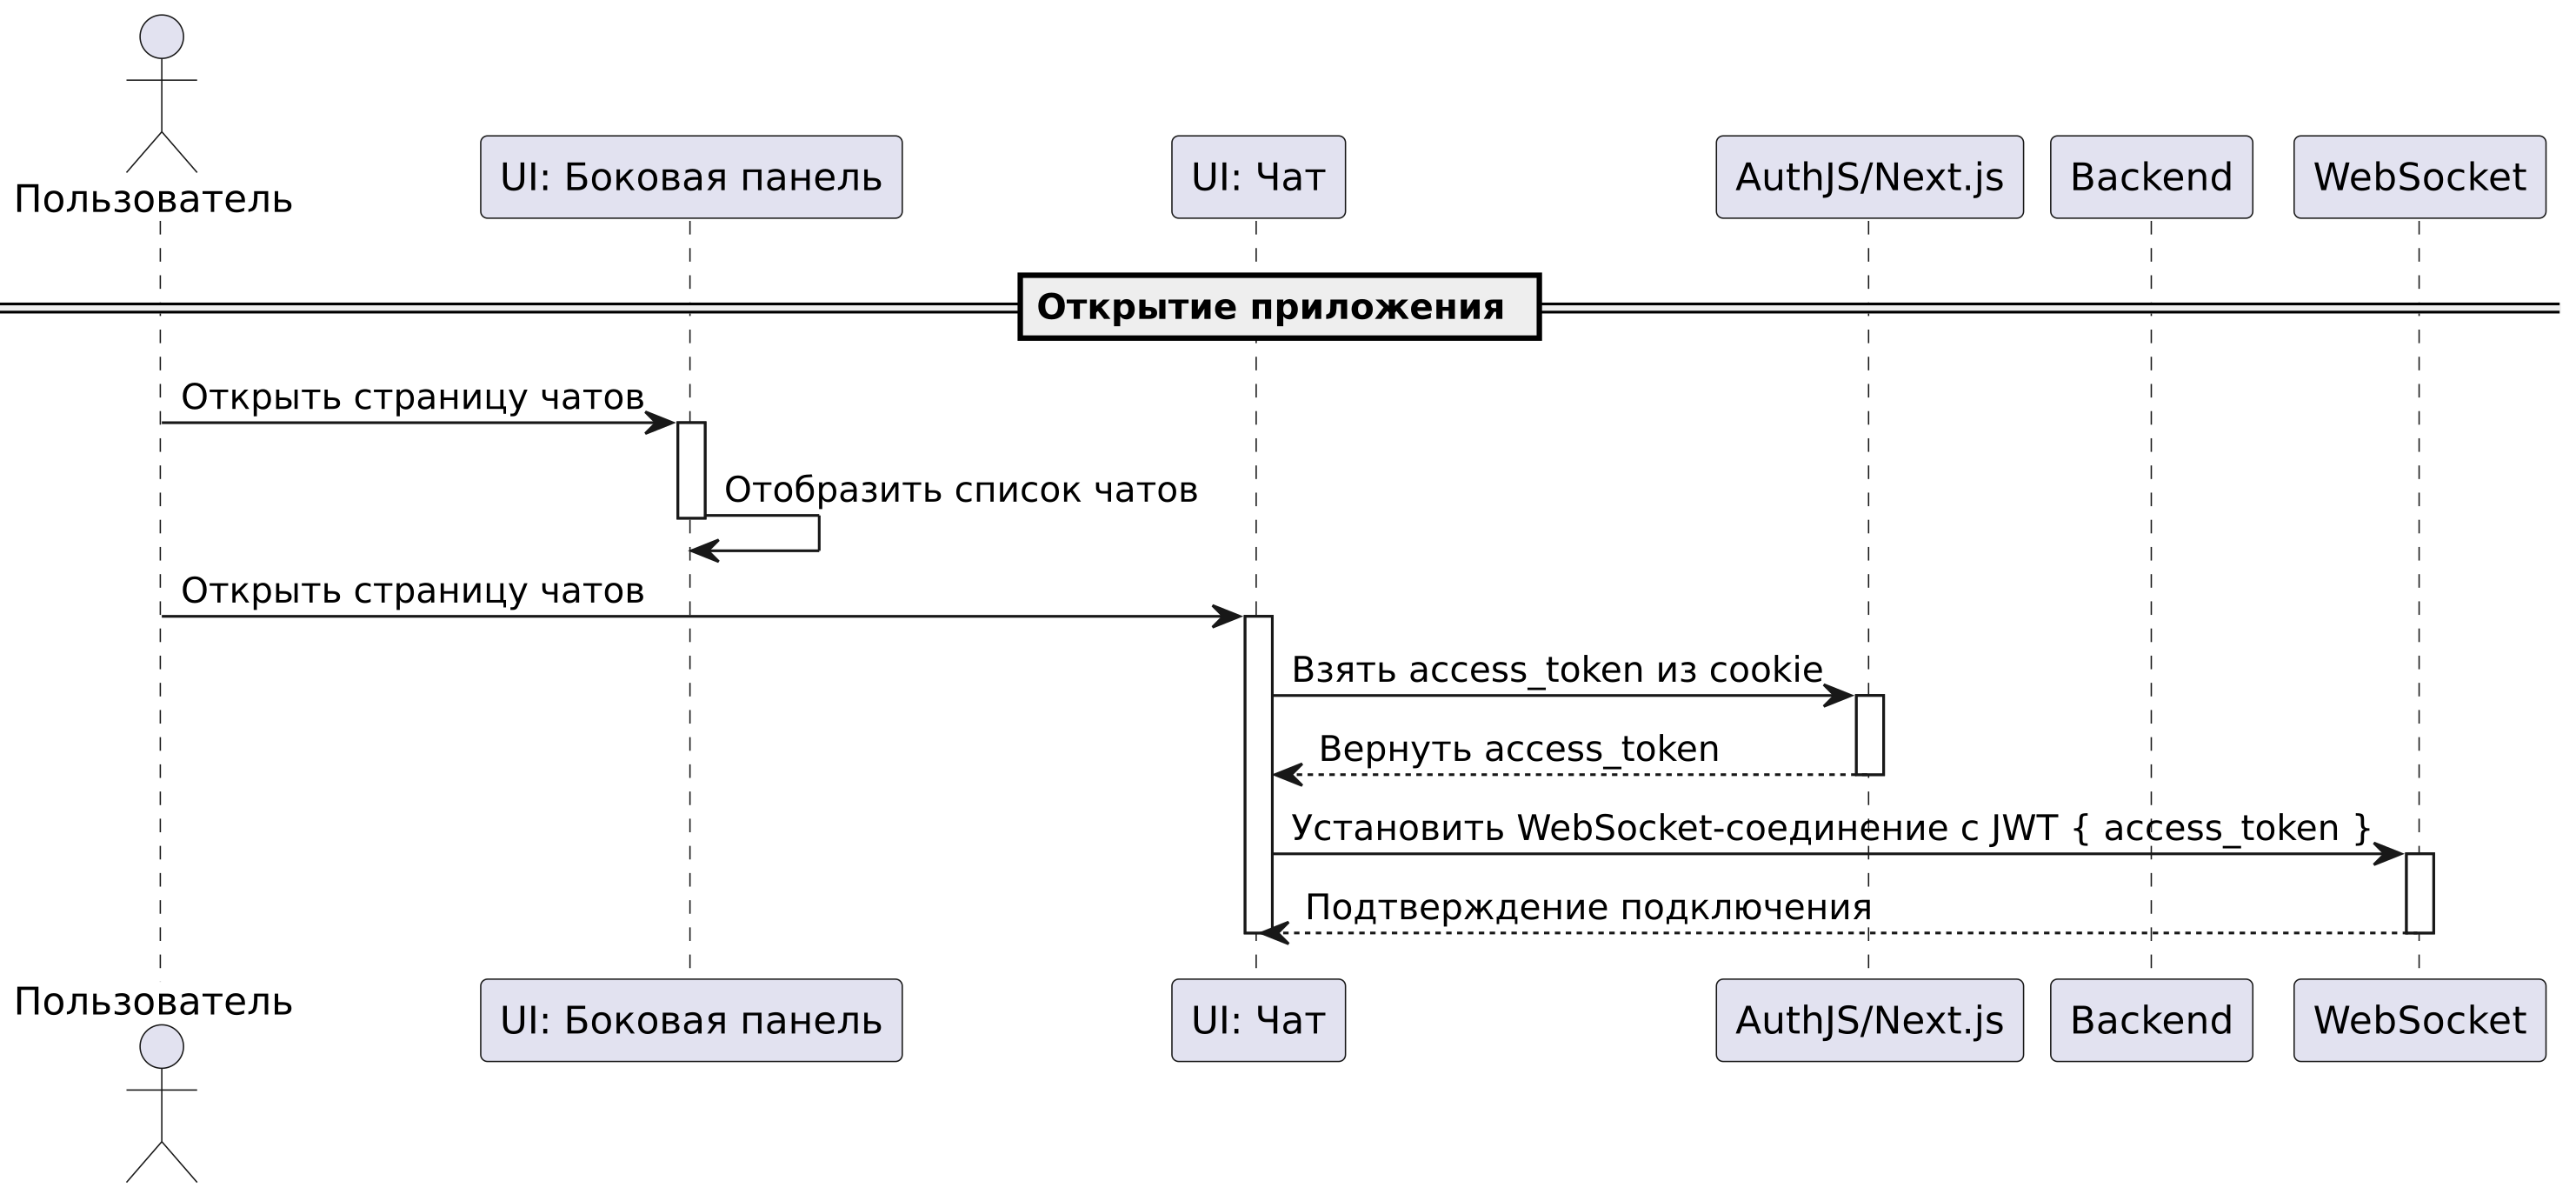 Пользователь
UI: Боковая панель
UI: Чат
AuthJS/Next.js
Backend
WebSocket
Открытие приложения
Открыть страницу чатов
Отобразить список чатов
Открыть страницу чатов
Взять access_token из cookie
Вернуть access_token
Установить WebSocket-соединение с JWT { access_token }
Подтверждение подключения
Пользователь
UI: Боковая панель
UI: Чат
AuthJS/Next.js
Backend
WebSocket